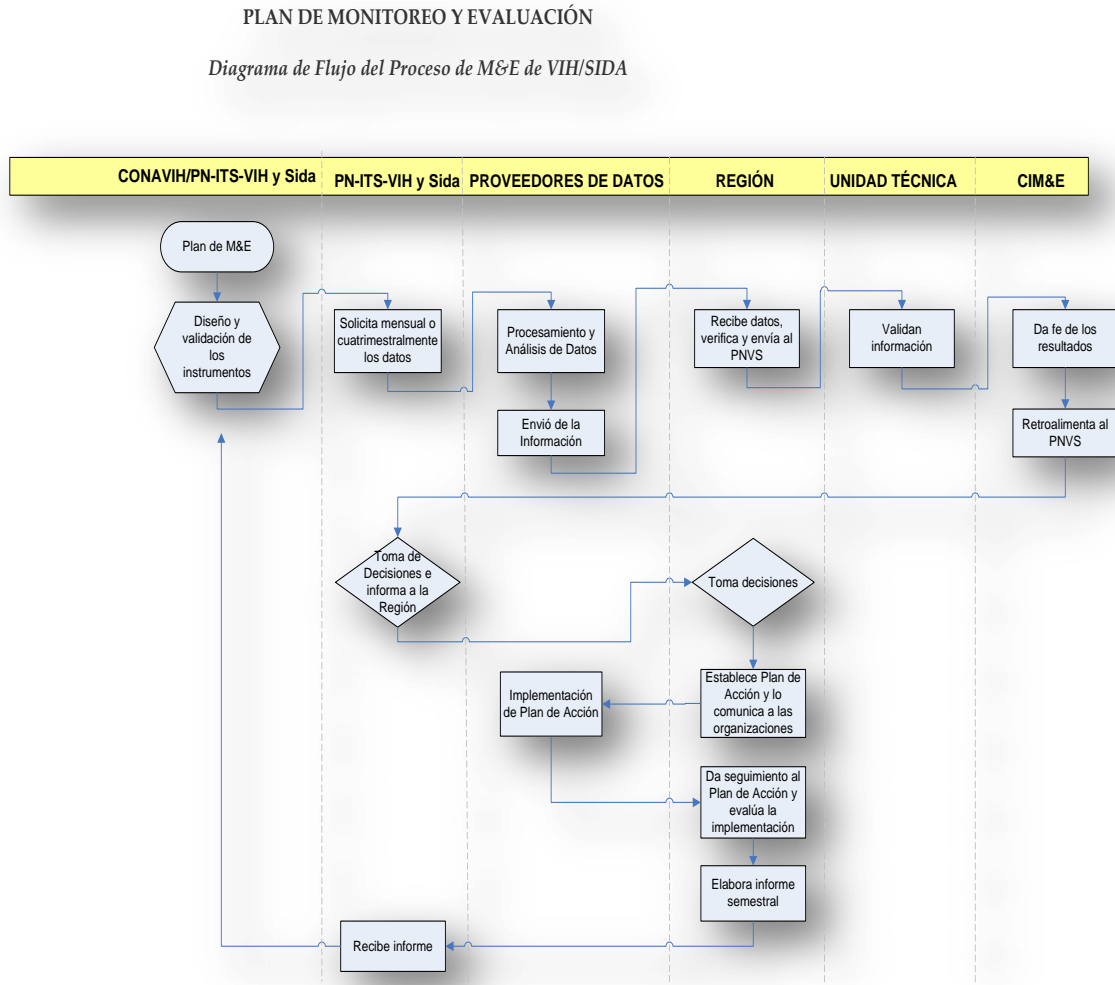 PLAN DE MONITOREO Y EVALUACIÓN
Diagrama de Flujo del Proceso de M&E de VIH/SIDA
CONAVIH/PN-ITS-VIH y Sida
PN-ITS-VIH y Sida
PROVEEDORES DE DATOS
REGIÓN
UNIDAD TÉCNICA
CIM&E
Plan de M&E
Diseño y
validación de
los
instrumentos
Solicita mensual o
cuatrimestralmente
los datos
Procesamiento y
Análisis de Datos
Envió de la
Información
Recibe datos,
verifica y envía al
PNVS
Validan
información
Da fe de los
resultados
Retroalimenta al
PNVS
Toma de
Decisiones e
informa a la
Región
Toma decisiones
Establece Plan de
Acción y lo
comunica a las
organizaciones
Implementación
de Plan de Acción
Da seguimiento al
Plan de Acción y
evalúa la
implementación
Elabora informe
semestral
Recibe informe